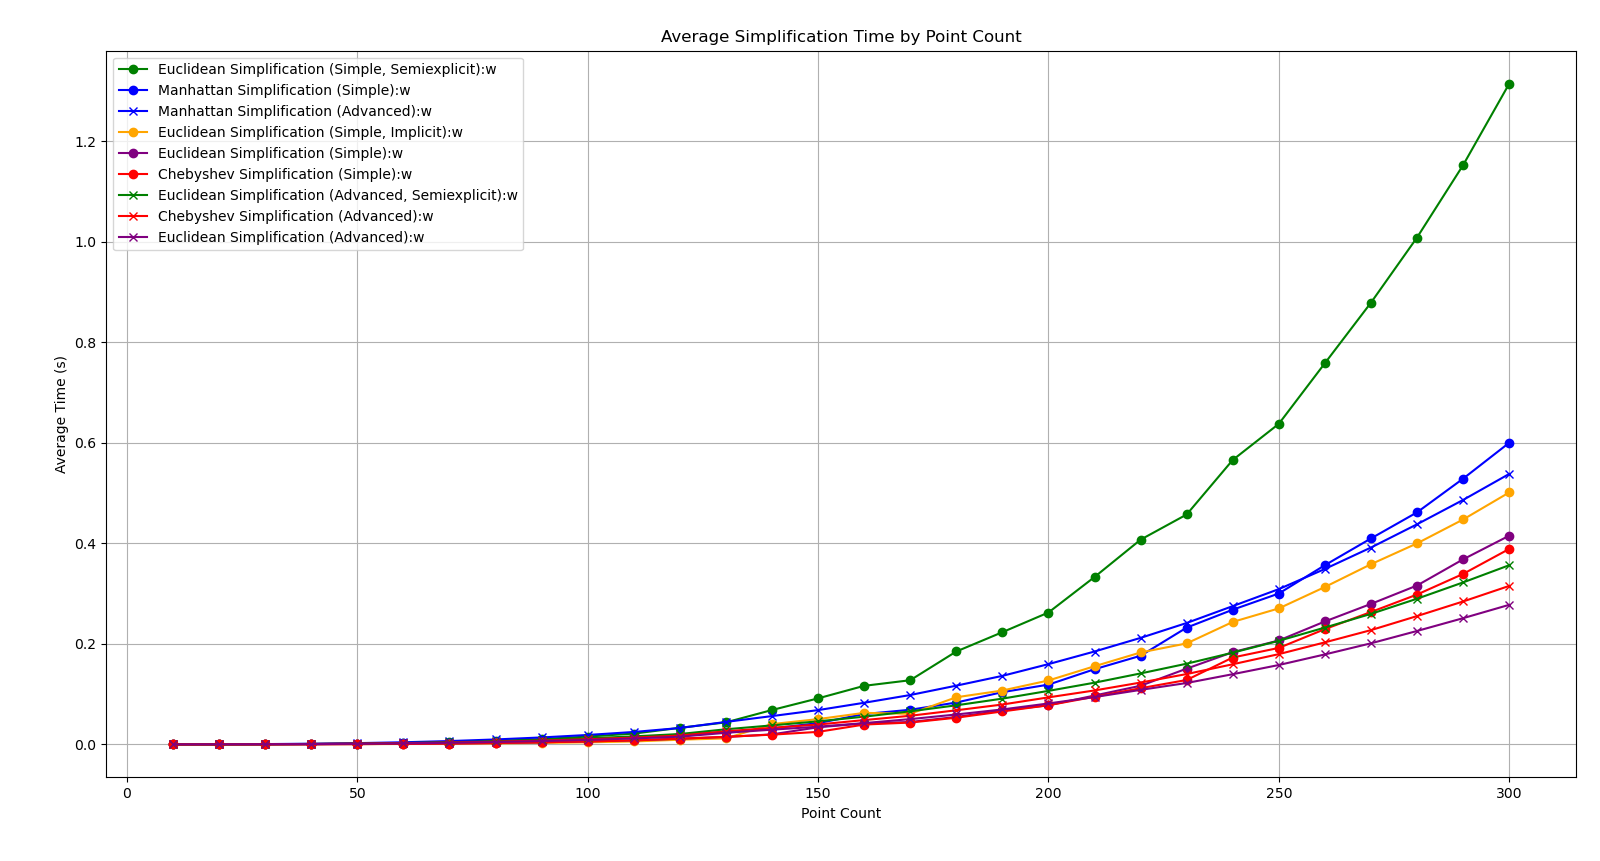 Average Simplification Time by Point Count
Euclidean Simplification (Simple, Semiexplicit):w
Manhattan Simplification (Simple):w
Manhattan Simplification (Advanced):w
Euclidean Simplification (Simple, Implicit):w
Euclidean Simplification (Simple):w
Chebyshev Simplification (Simple):w
Euclidean Simplification (Advanced, Semiexplicit):w
Chebyshev Simplification (Advanced):w
Euclidean Simplification (Advanced):w
Average Time (s)
1.2
1.0
0.8
0.6
0.4
0.2
0.0
0 50 100 150 200 250 300
Point Count